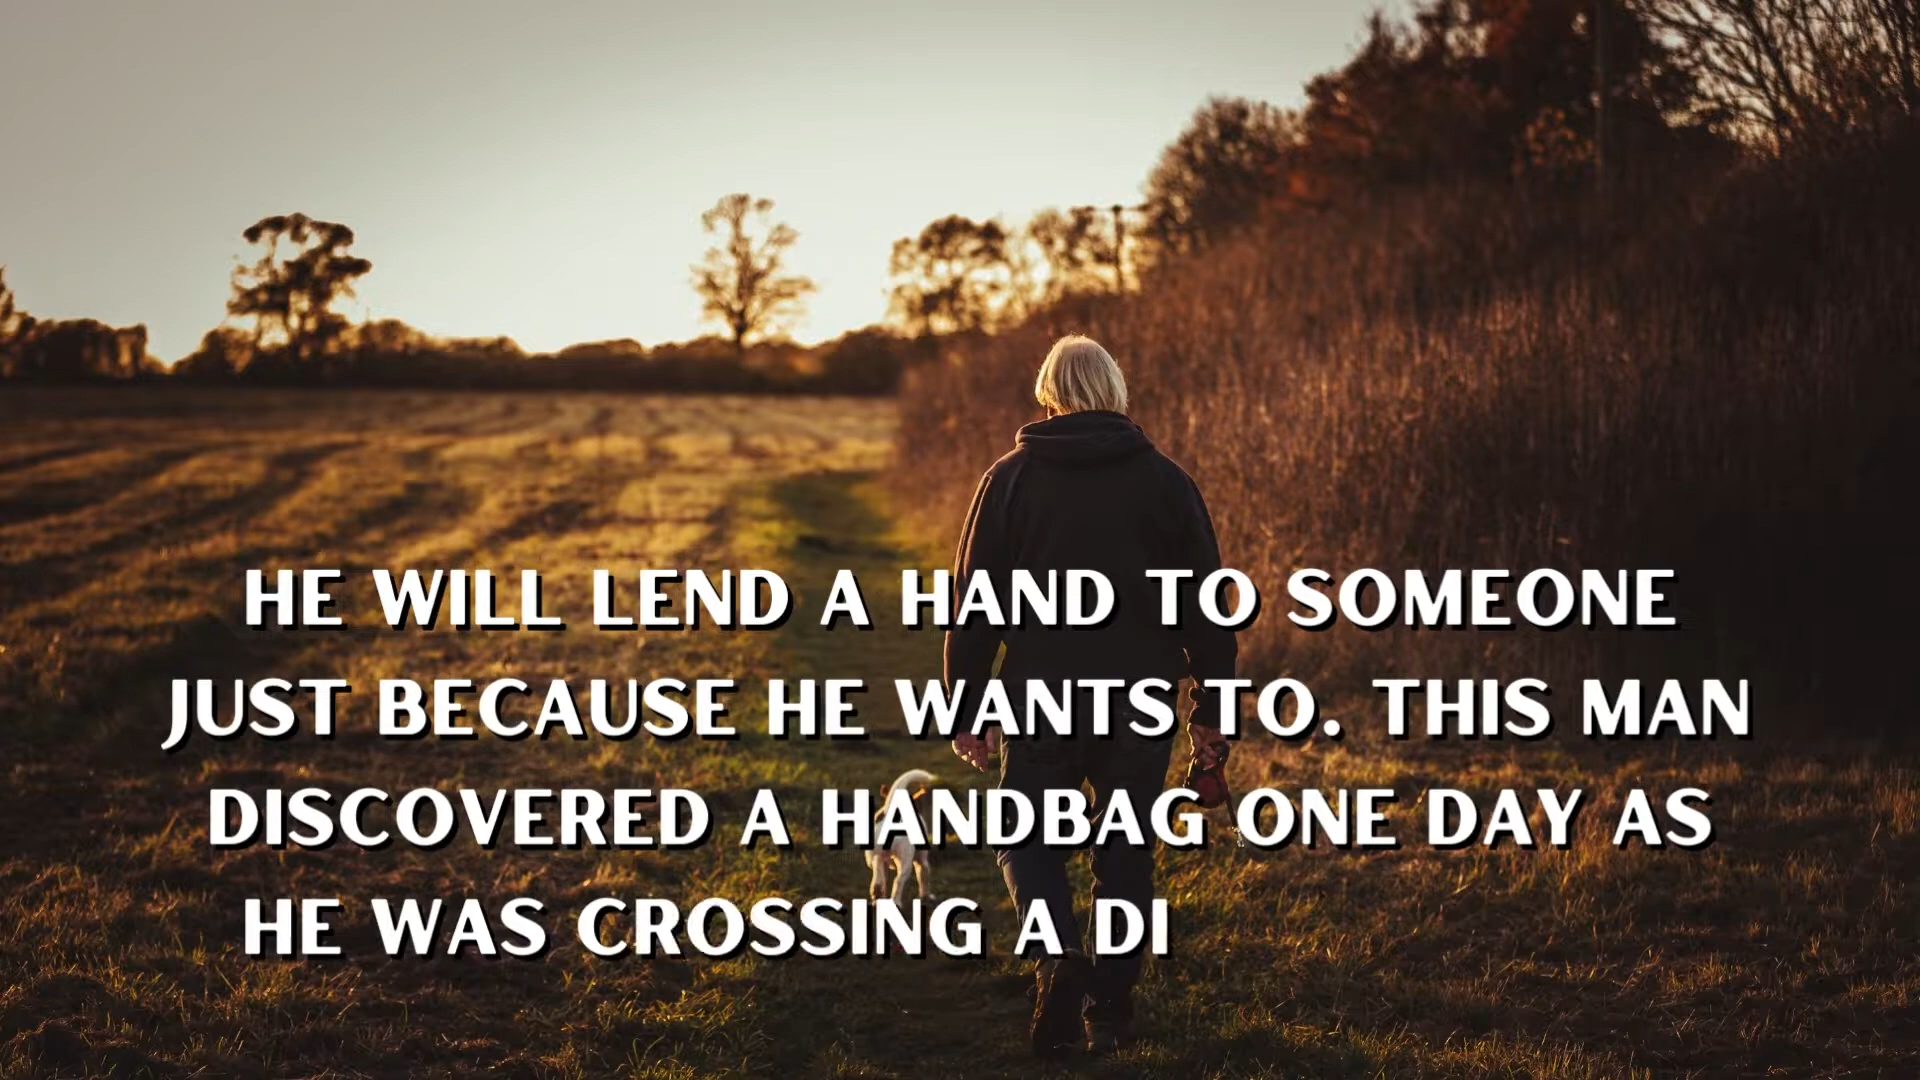 HE WILL LEND A HAND TO SOMEONE
JUST BECAUSE HE WANTS TO. THIS MAN
DISCOVERED A HANDBAG ONE DAY AS
HE WAS CROSSING A DI